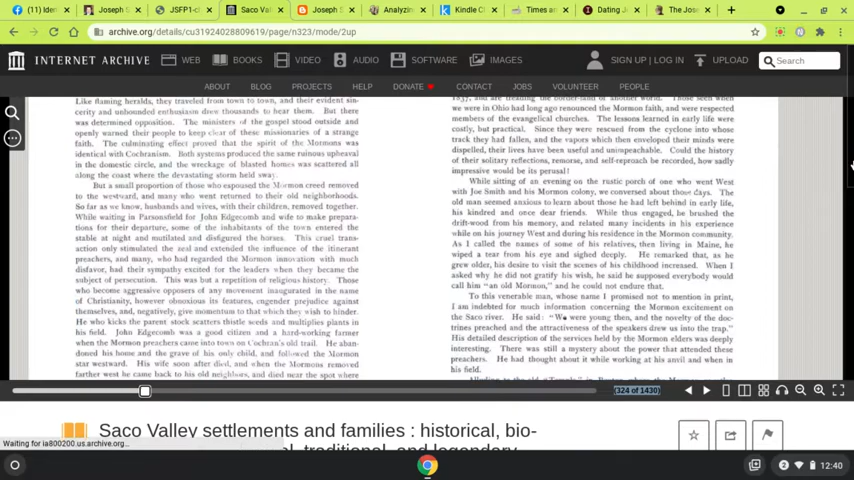 (1) Iden
Joseph S
JSFP1-cl
Saco Val
Joseph S
Analyzin
Kindle C
Times an
Dating Jo
The Jos
archive.org/details/cu31924028809619/page/n323/mode/2up
INTERNET ARCHIVE
WEB
BOOKS
VIDEO
AUDIO
SOFTWARE
IMAGES
SIGN UP | LOG IN
UPLOAD
Search
ABOUT
BLOG
PROJECTS
HELP
DONATE
CONTACT
JOBS
VOLUNTEER
PEOPLE
Like flaming heralds, they traveled from town to town, and their evident sin-
cerity and unbounded enthusiasm drew thousands to hear them. But there
was determined opposition. The ministers of the gospel stood outside and
openly warned their people to keep clear of these missionaries of a strange
faith. The culminating effect proved that the spirit of the Mormons was
identical with Cochranism. Both systems produced the same ruinous upheaval
in the domestic circle, and the wreckage of blasted homes was scattered all
along the coast where the devastating storm held sway.
But a small proportion of those who espoused the Mormon creed removed
to the westward, and many who went returned to their old neighborhoods.
So far as we know, husbands and wives, with their children, removed together.
While waiting in Parsonsfield for John Edgecomb and wife to make prepara-
tions for their departure, some of the inhabitants of the town entered the
stable at night and mutilated and disfigured the horses. This cruel trans-
action only stimulated the zeal and extended the influence of the itinerant
preachers, and many, who had regarded the Mormon innovation with much
disfavor, had their sympathy excited for the leaders when they became the
subject of persecution. This was but a repetition of religious history. Those
who become aggressive opposers of any movement inaugurated in the name
of Christianity, however obnoxious its features, engender prejudice against
themselves, and, negatively, give momentum to that which they wish to hinder.
He who kicks the parent stock scatters thistle seeds and multiplies plants in
his field. John Edgecomb was a good citizen and a hard-working farmer
when the Mormon preachers came into town on Cochran's old trail. He aban-
doned his home and the grave of his only child, and followed the Mormon
star westward. His wife soon after died, and when the Mormons removed
farther west he came back to his old neighbors, and died near the spot where
1837, and are treading the border-land of another world. Those seen when
we were in Ohio had long ago renounced the Mormon faith, and were respected
members of the evangelical churches. The lessons learned in early life were
costly, but practical. Since they were rescued from the cyclone into whose
track they had fallen, and the vapors which then enveloped their minds were
dispelled, their lives have been useful and unimpeachable. Could the history
of their solitary reflections, remorse, and self-reproach be recorded, how sadly
impressive would be its perusal!
While sitting of an evening on the rustic porch of one who went West
with Joe Smith and his Mormon colony, we conversed about those days. The
old man seemed anxious to learn about those he had left behind in early life,
his kindred and once dear friends. While thus engaged, he brushed the
drift-wood from his memory, and related many incidents in his experience
while on his journey West and during his residence in the Mormon community.
As I called the names of some of his relatives, then living in Maine, he
wiped a tear from his eye and sighed deeply. He remarked that, as he
grew older, his desire to visit the scenes of his childhood increased. When I
asked why he did not gratify his wish, he said he supposed everybody would
call him "an old Mormon," and he could not endure that.
To this venerable man, whose name I promised not to mention in print,
I am indebted for much information concerning the Mormon excitement on
the Saco river. He said: "We were young then, and the novelty of the doc-
trines preached and the attractiveness of the speakers drew us into the trap."
His detailed description of the services held by the Mormon elders was deeply
interesting. There was still a mystery about the power that attended these
preachers. He had thought about it while working at his anvil and when in
his field.
(324 of 1430)
Saco Valley settlements and families : historical, bio-
Waiting for ia800200.us.archive.org...
2
12:40